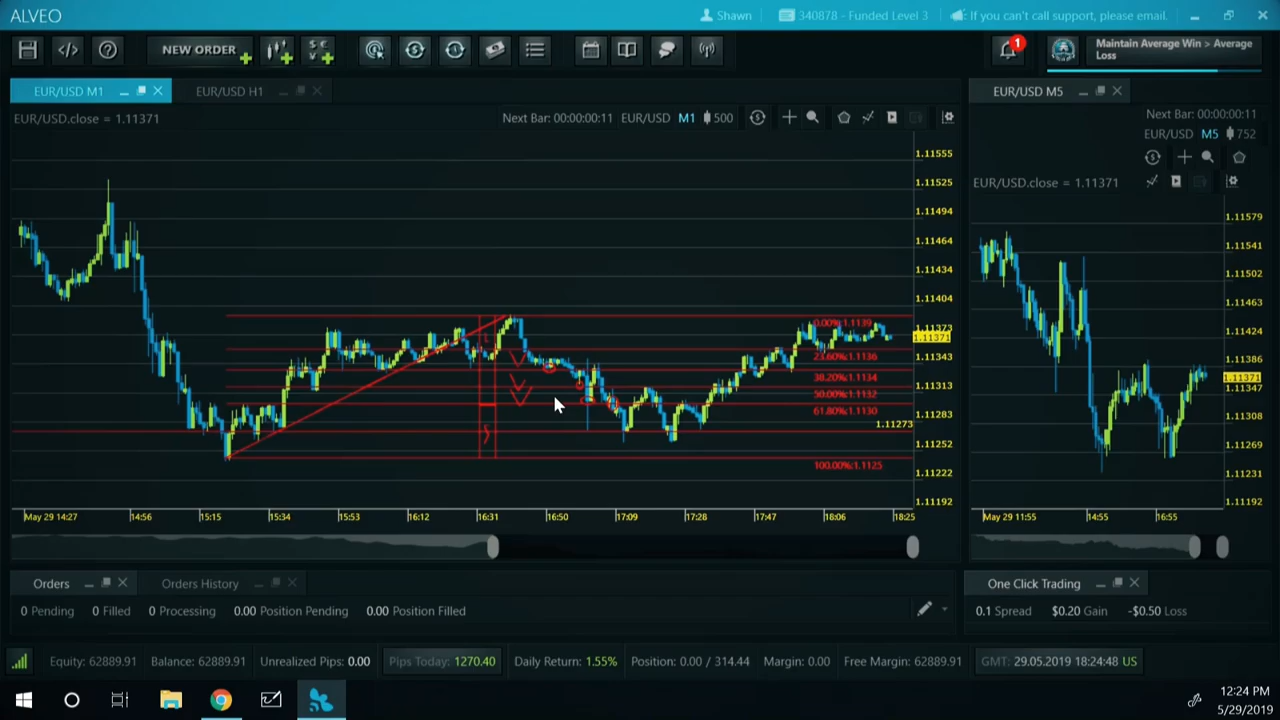 ALVEO
Shawn
340878 - Funded Level 3
If you can't call support, please email.
NEW ORDER
1
Maintain Average Win > Average
Loss
EUR/USD M1
EUR/USD H1
EUR/USD M5
EUR/USD.close = 1.11371
Next Bar: 00:00:00:11 EUR/USD M1 500
Next Bar: 00:00:00:11
EUR/USD M5 752
EUR/USD.close = 1.11371
1.11555
1.11525
1.11494
1.11464
1.11434
1.11404
1.11373
1.11371
1.11343
1.11313
1.11283
1.11273
1.11252
1.11222
1.11192
0.00%:1.1139
23.60%:1.1136
38.20%:1.1134
50.00%:1.1132
61.80%:1.1130
100.00%:1.1125
May 29 14:27 14:56 15:15 15:34 15:53 16:12 16:31 16:50 17:09 17:28 17:47 18:06 18:25
1.11579
1.11541
1.11502
1.11463
1.11424
1.11386
1.11371
1.11347
1.11308
1.11269
1.11231
1.11192
May 29 11:55 14:55 16:55
Orders
Orders History
0 Pending 0 Filled 0 Processing 0.00 Position Pending 0.00 Position Filled
One Click Trading
0.1 Spread $0.20 Gain -$0.50 Loss
Equity: 62889.91 Balance: 62889.91 Unrealized Pips: 0.00 Pips Today: 1270.40 Daily Return: 1.55% Position: 0.00 / 314.44 Margin: 0.00 Free Margin: 62889.91 GMT: 29.05.2019 18:24:48 US
12:24 PM
5/29/2019